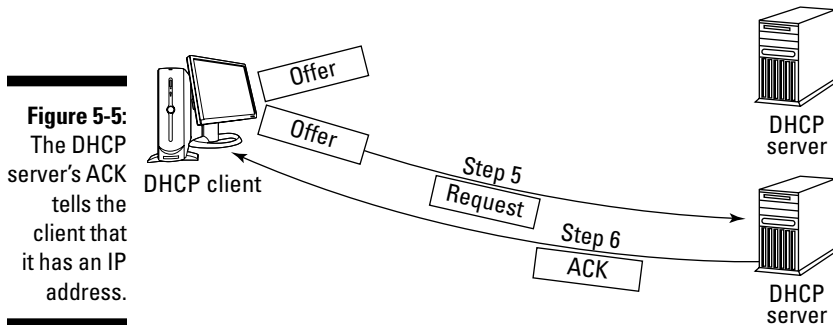 Figure 5-5:
The DHCP
server's ACK
tells the
client that
it has an IP
address.
Offer
Offer
DHCP client
Step 5
Request
Step 6
ACK
DHCP
server
DHCP
server